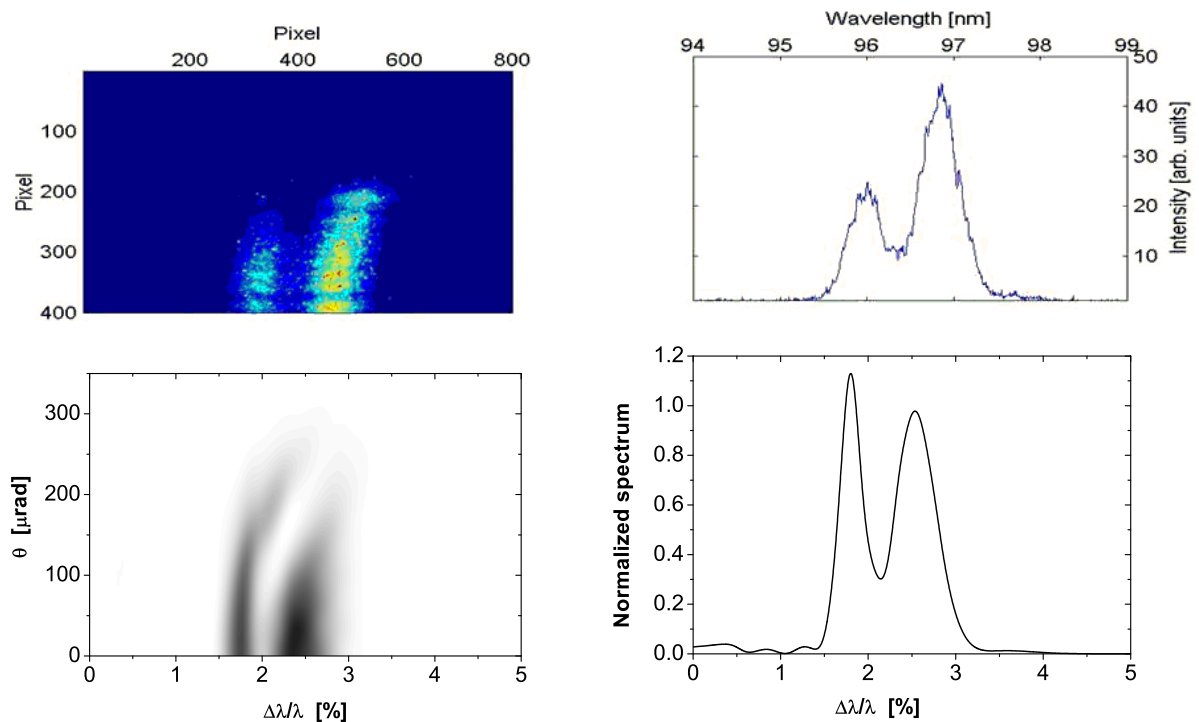 Pixel
200 400 600 800
100
200
300
400
Pixel
Wavelength [nm]
94 95 96 97 98 99
50
40
30
20
10
Intensity [arb. units]
300
200
100
0
θ [μrad]
0 1 2 3 4 5
Δλ/λ [%]
1.2
1.0
0.8
0.6
0.4
0.2
0.0
Normalized spectrum
0 1 2 3 4 5
Δλ/λ [%]